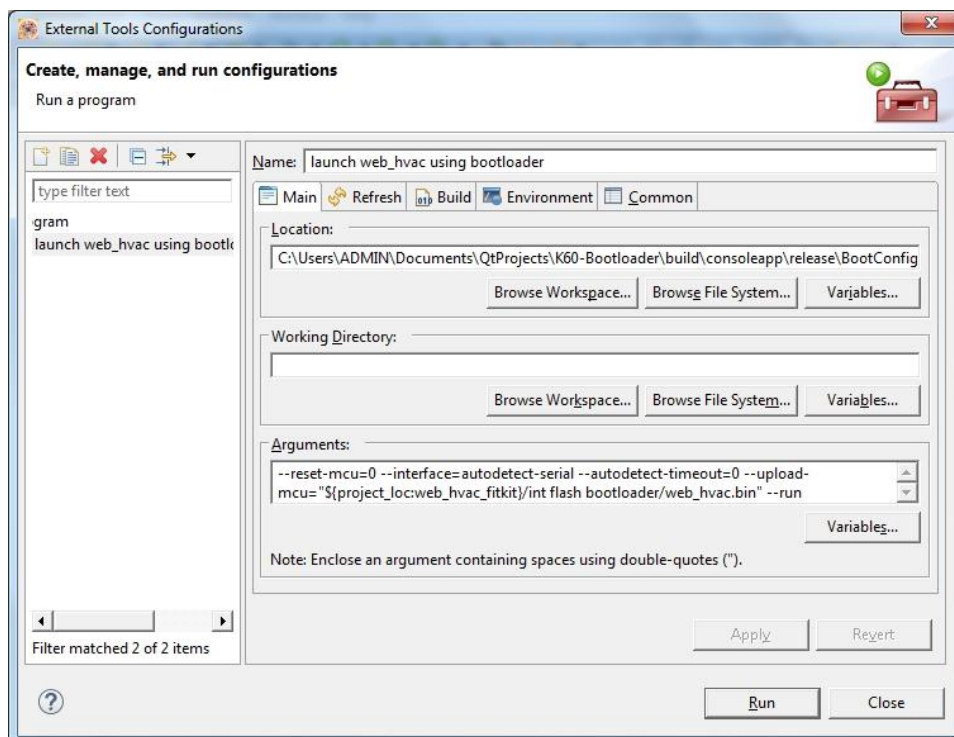 External Tools Configurations
Create, manage, and run configurations
Run a program
type filter text
gram
launch web_hvac using bootl
Filter matched 2 of 2 items
Name: launch web_hvac using bootloader
Main Refresh Build Environment Common
Location:
C:\Users\ADMIN\Documents\QtProjects\K60-Bootloader\build\consoleapp\release\BootConfig
Browse Workspace... Browse File System... Variables...
Working Directory:
Browse Workspace... Browse File System... Variables...
Arguments:
--reset-mcu=0 --interface=autodetect-serial --autodetect-timeout=0 --upload-
mcu="${project_loc:web_hvac_fitkit}/int flash bootloader/web_hvac.bin" --run
Variables...
Note: Enclose an argument containing spaces using double-quotes (").
Apply Revert
Run Close